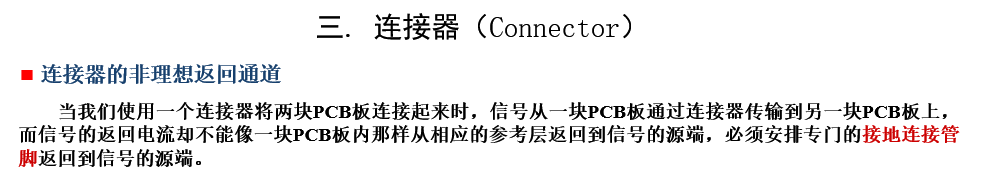 三. 连接器（Connector）
■ 连接器的非理想返回通道
当我们使用一个连接器将两块PCB板连接起来时，信号从一块PCB板通过连接器传输到另一块PCB板上，
而信号的返回电流却不能像一块PCB板内那样从相应的参考层返回到信号的源端，必须安排专门的接地连接管
脚返回到信号的源端。